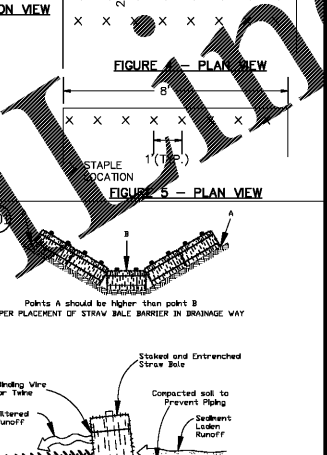 ON VIEW
2
FIGURE 4 - PLAN VIEW
8'
1'(TYP.)
STAPLE
LOCATION
FIGURE 5 - PLAN VIEW
A
B
Points A should be higher than point B
PER PLACEMENT OF STRAW BALE BARRIER IN DRAINAGE WAY
Staked and Entrenched
Straw Bale
Binding Wire
or Twine
Compacted soil to
Prevent Piping
Filtered
Runoff
Sediment
Laden
Runoff